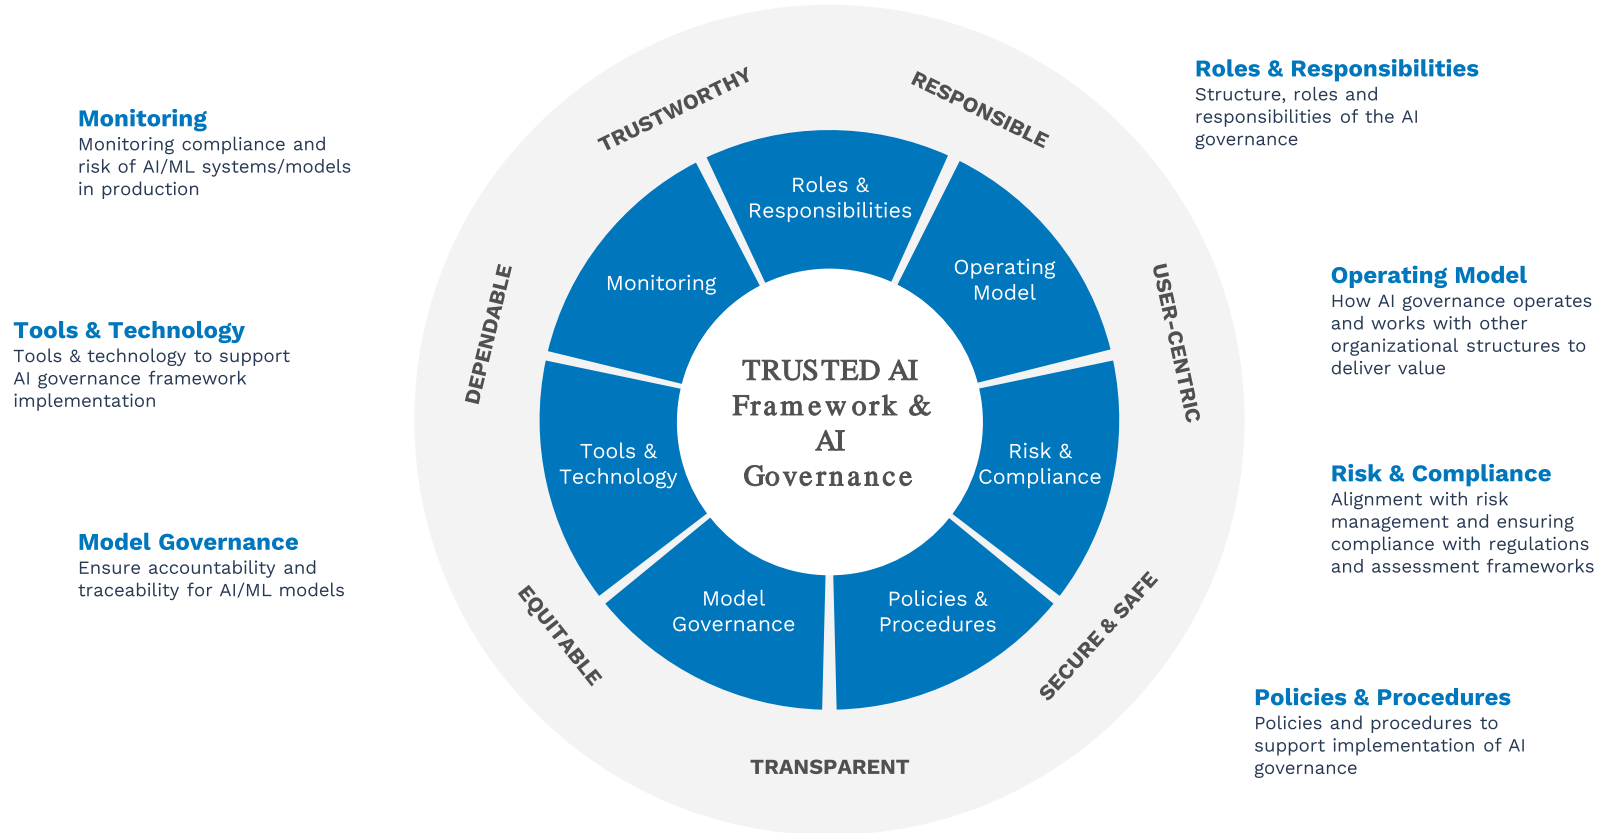 TRUSTWORTHY
RESPONSIBLE
USER-CENTRIC
SECURE & SAFE
TRANSPARENT
EQUITABLE
DEPENDABLE
Roles &
Responsibilities
Operating
Model
Risk &
Compliance
Policies &
Procedures
Model
Governance
Tools &
Technology
Monitoring
TRUSTED AI
Framework &
AI
Governance
Roles & Responsibilities
Structure, roles and
responsibilities of the AI
governance
Operating Model
How AI governance operates
and works with other
organizational structures to
deliver value
Risk & Compliance
Alignment with risk
management and ensuring
compliance with regulations
and assessment frameworks
Policies & Procedures
Policies and procedures to
support implementation of AI
governance
Model Governance
Ensure accountability and
traceability for AI/ML models
Tools & Technology
Tools & technology to support
AI governance framework
implementation
Monitoring
Monitoring compliance and
risk of AI/ML systems/models
in production